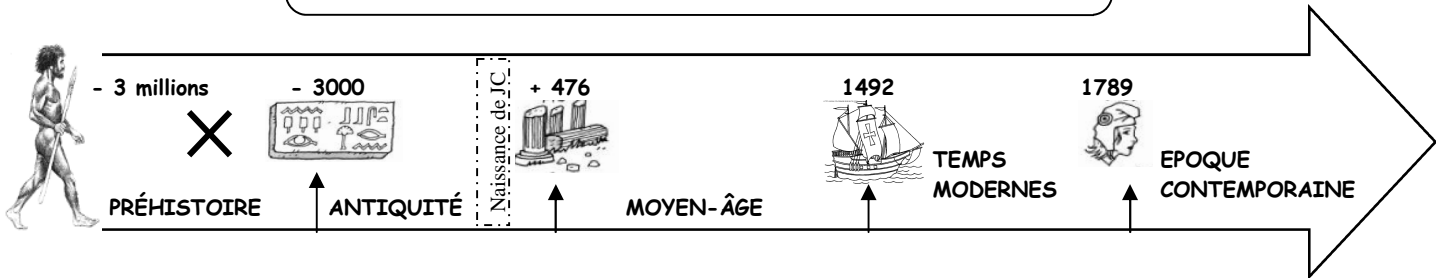 - 3 millions
- 3000
Naissance de JC
+ 476
1492
1789
PRÉHISTOIRE
ANTIQUITÉ
MOYEN-ÂGE
TEMPS
MODERNES
EPOQUE
CONTEMPORAINE